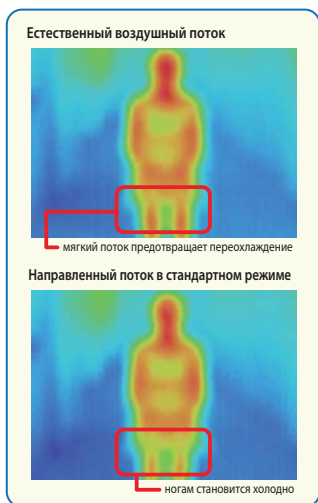 Естественный воздушный поток
мягкий поток предотвращает переохлаждение
Направленный поток в стандартном режиме
ногам становится холодно